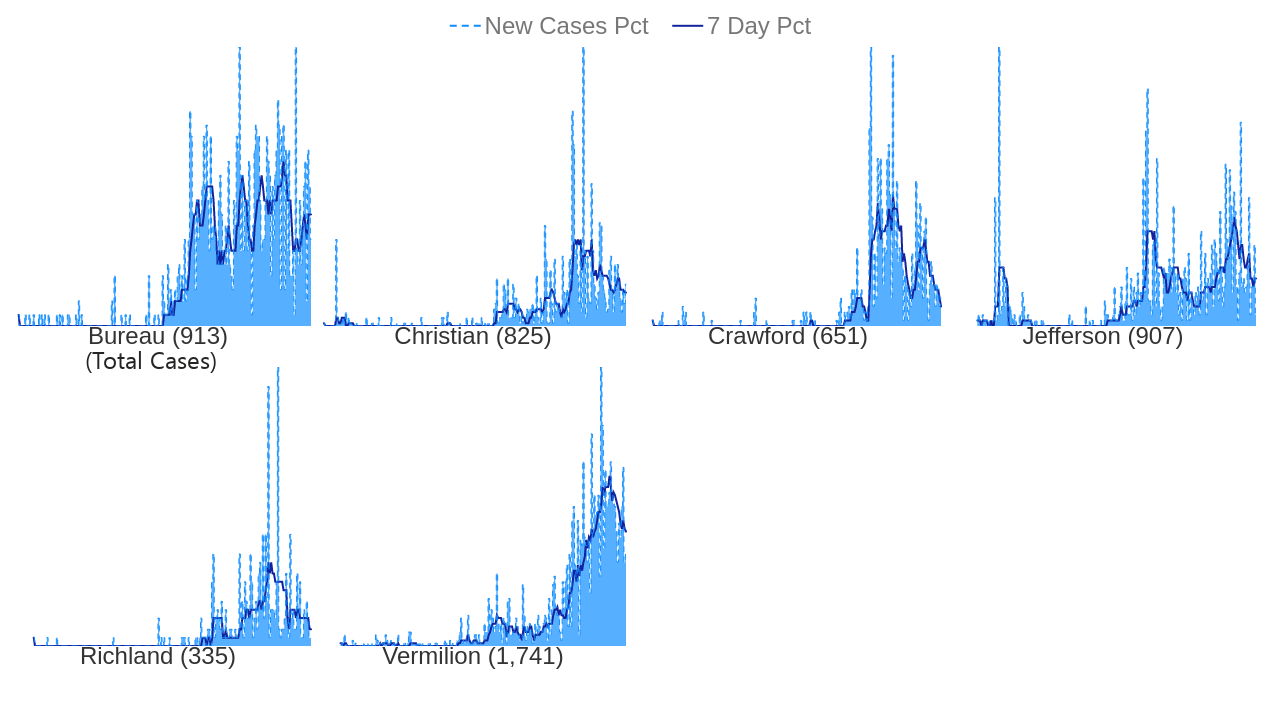 New Cases Pct 7 Day Pct
Bureau (913) Christian (825) Crawford (651) Jefferson (907)
(Total Cases)
Richland (335) Vermilion (1,741)